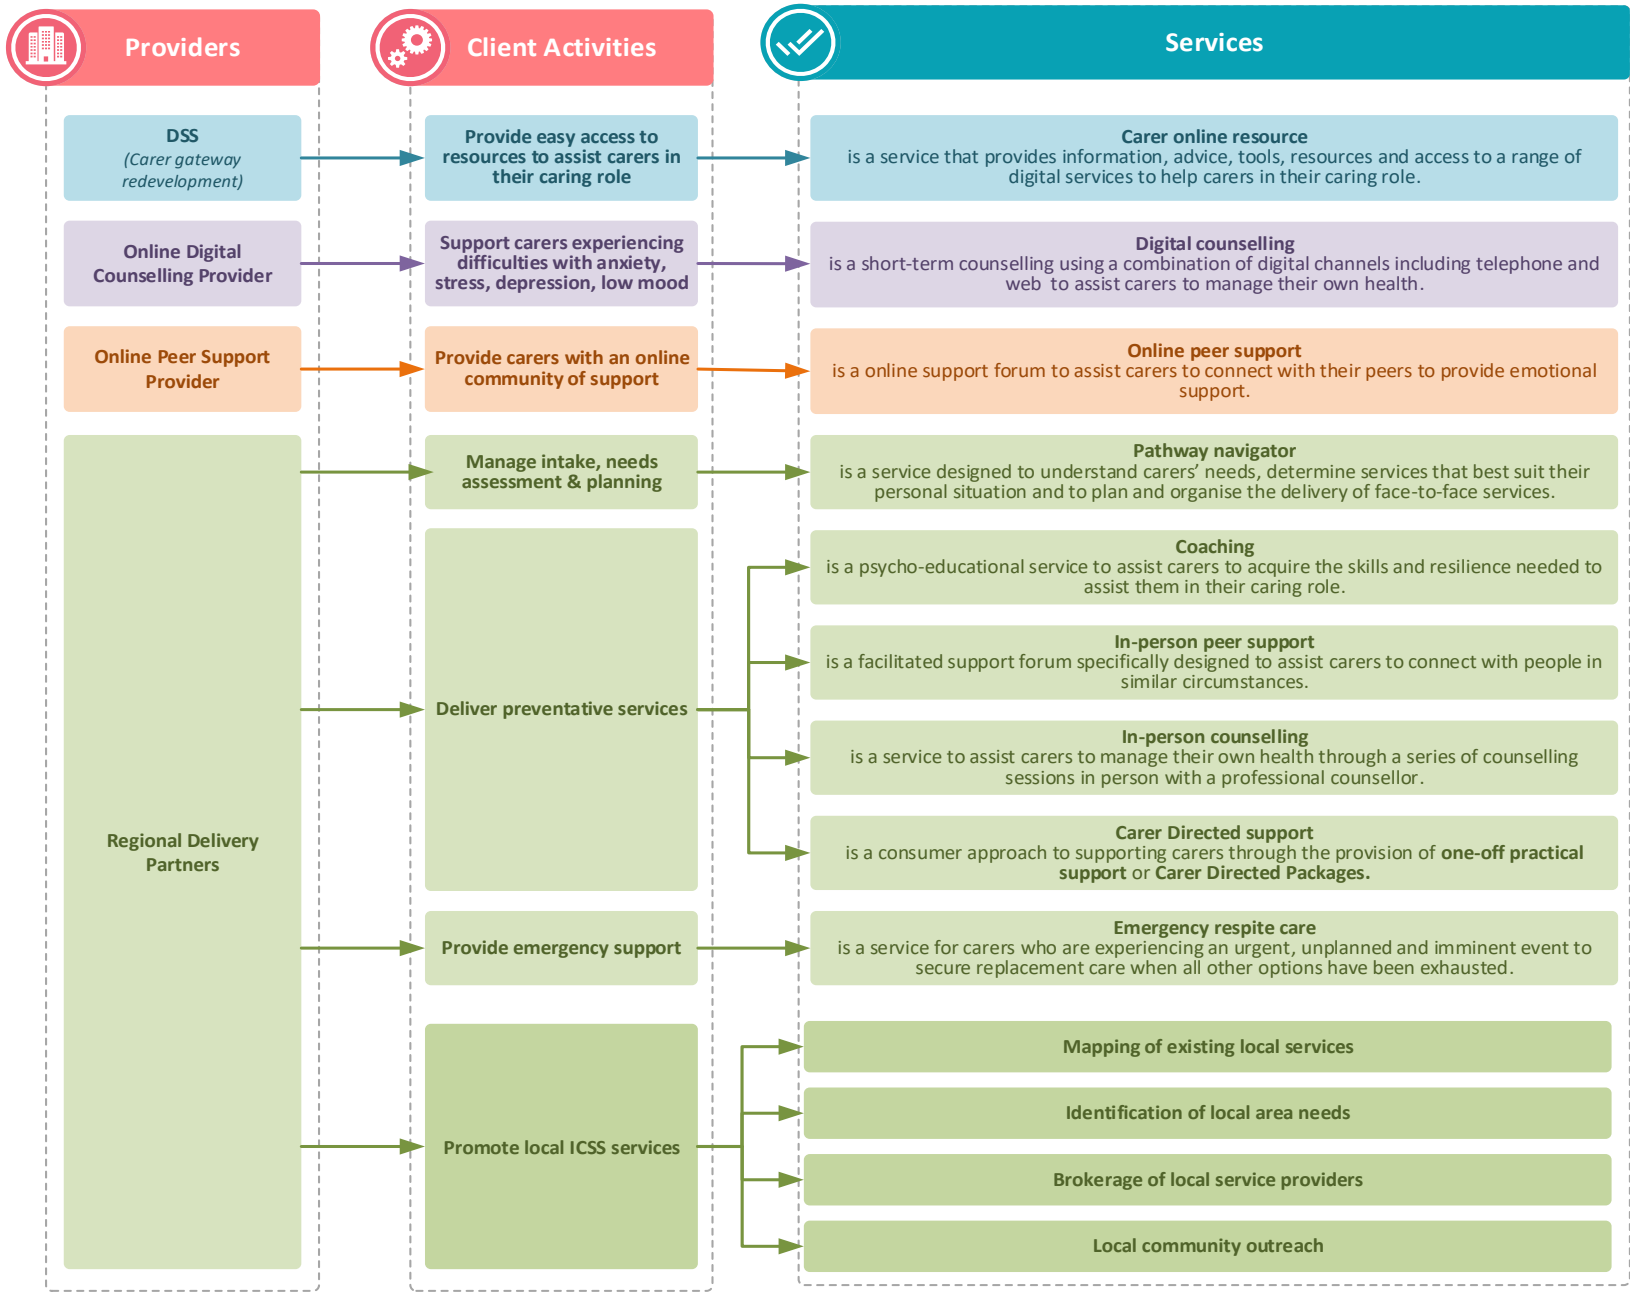 Providers
Client Activities
Services
DSS
(Carer gateway
redevelopment)
Provide easy access to
resources to assist carers in
their caring role
Carer online resource
is a service that provides information, advice, tools, resources and access to a range of
digital services to help carers in their caring role.
Online Digital
Counselling Provider
Support carers experiencing
difficulties with anxiety,
stress, depression, low mood
Digital counselling
is a short-term counselling using a combination of digital channels including telephone and
web to assist carers to manage their own health.
Online Peer Support
Provider
Provide carers with an online
community of support
Online peer support
is a online support forum to assist carers to connect with their peers to provide emotional
support.
Regional Delivery
Partners
Manage intake, needs
assessment & planning
Pathway navigator
is a service designed to understand carers’ needs, determine services that best suit their
personal situation and to plan and organise the delivery of face-to-face services.
Deliver preventative services
Coaching
is a psycho-educational service to assist carers to acquire the skills and resilience needed to
assist them in their caring role.
In-person peer support
is a facilitated support forum specifically designed to assist carers to connect with people in
similar circumstances.
In-person counselling
is a service to assist carers to manage their own health through a series of counselling
sessions in person with a professional counsellor.
Carer Directed support
is a consumer approach to supporting carers through the provision of one-off practical
support or Carer Directed Packages.
Provide emergency support
Emergency respite care
is a service for carers who are experiencing an urgent, unplanned and imminent event to
secure replacement care when all other options have been exhausted.
Promote local ICSS services
Mapping of existing local services
Identification of local area needs
Brokerage of local service providers
Local community outreach